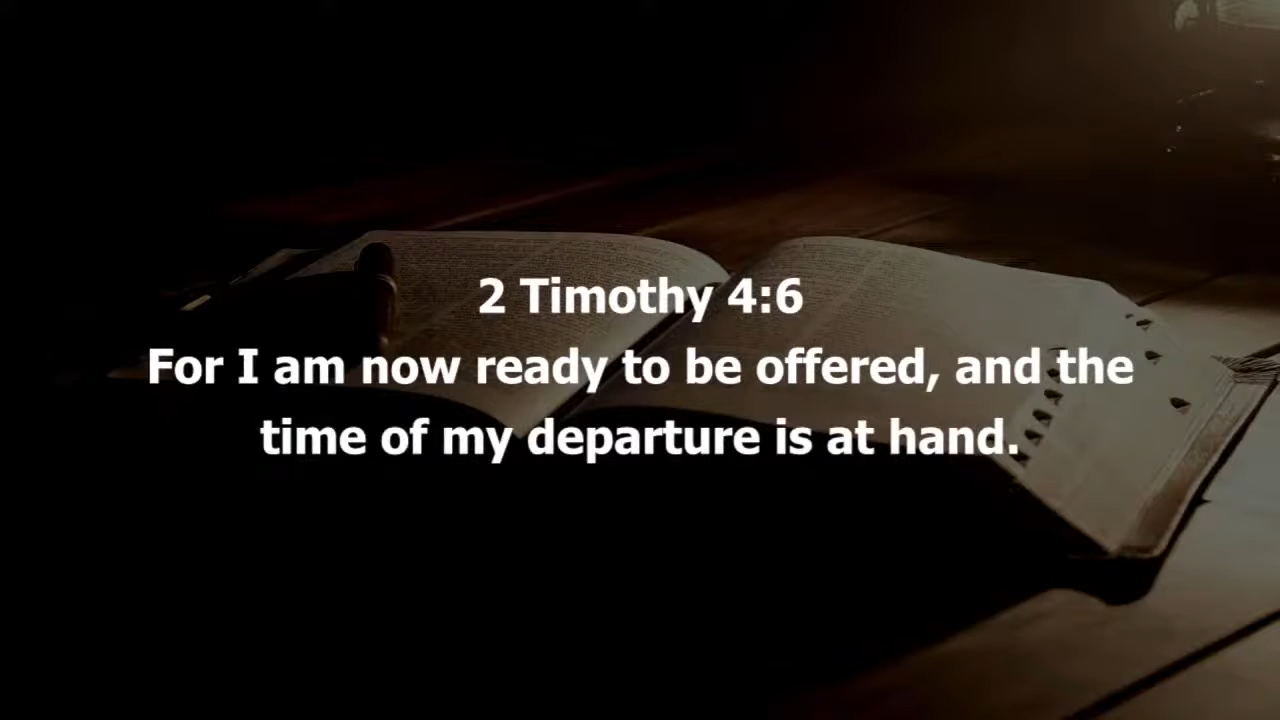 2 Timothy 4:6
For I am now ready to be offered, and the
time of my departure is at hand.